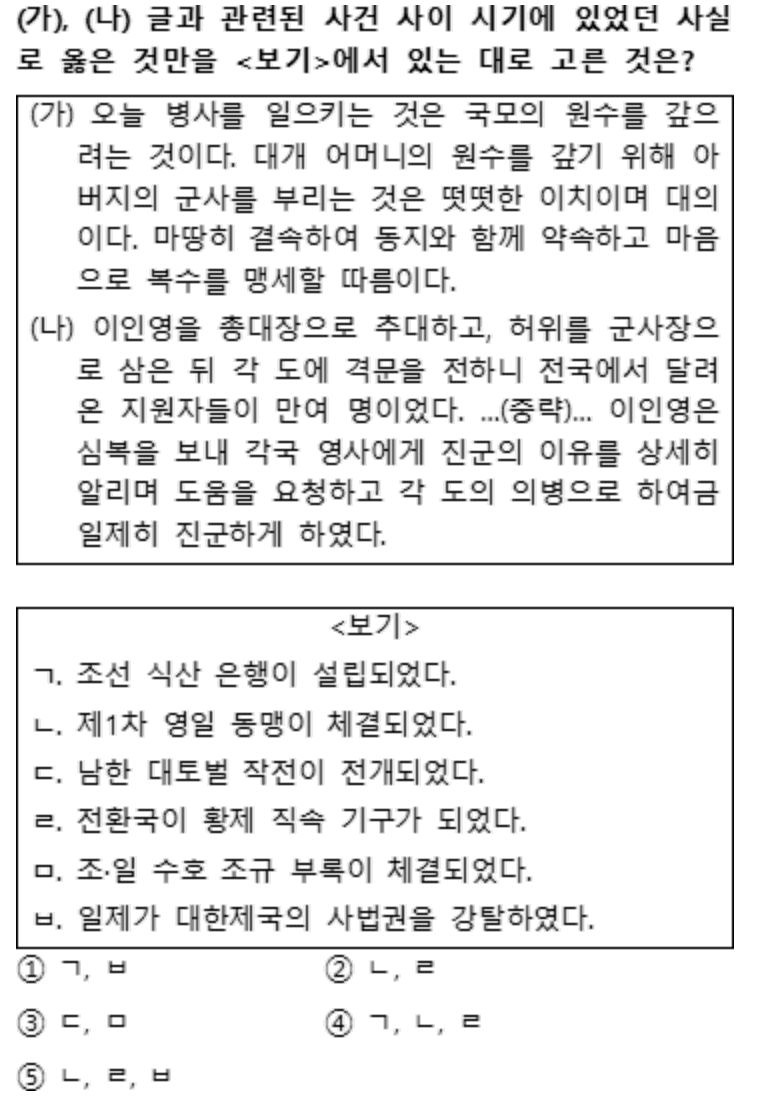 (가), (나) 글과 관련된 사건 사이 시기에 있었던 사실
로 옳은 것만을 <보기>에서 있는 대로 고른 것은?
(가) 오늘 병사를 일으키는 것은 국모의 원수를 갚으
려는 것이다. 대개 어머니의 원수를 갚기 위해 아
버지의 군사를 부리는 것은 떳떳한 이치이며 대의
이다. 마땅히 결속하여 동지와 함께 약속하고 마음
으로 복수를 맹세할 따름이다.
(나) 이인영을 총대장으로 추대하고, 허위를 군사장으
로 삼은 뒤 각 도에 격문을 전하니 전국에서 달려
온 지원자들이 만여 명이었다. ...(중략)... 이인영은
심복을 보내 각국 영사에게 진군의 이유를 상세히
알리며 도움을 요청하고 각 도의 의병으로 하여금
일제히 진군하게 하였다.
<보기>
ㄱ. 조선 식산 은행이 설립되었다.
ㄴ. 제1차 영일 동맹이 체결되었다.
ㄷ. 남한 대토벌 작전이 전개되었다.
ㄹ. 전환국이 황제 직속 기구가 되었다.
ㅁ. 조·일 수호 조규 부록이 체결되었다.
ㅂ. 일제가 대한제국의 사법권을 강탈하였다.
① ㄱ, ㅂ ② ㄴ, ㄹ
③ ㄷ, ㅁ ④ ㄱ, ㄴ, ㄹ
⑤ ㄴ, ㄹ, ㅂ